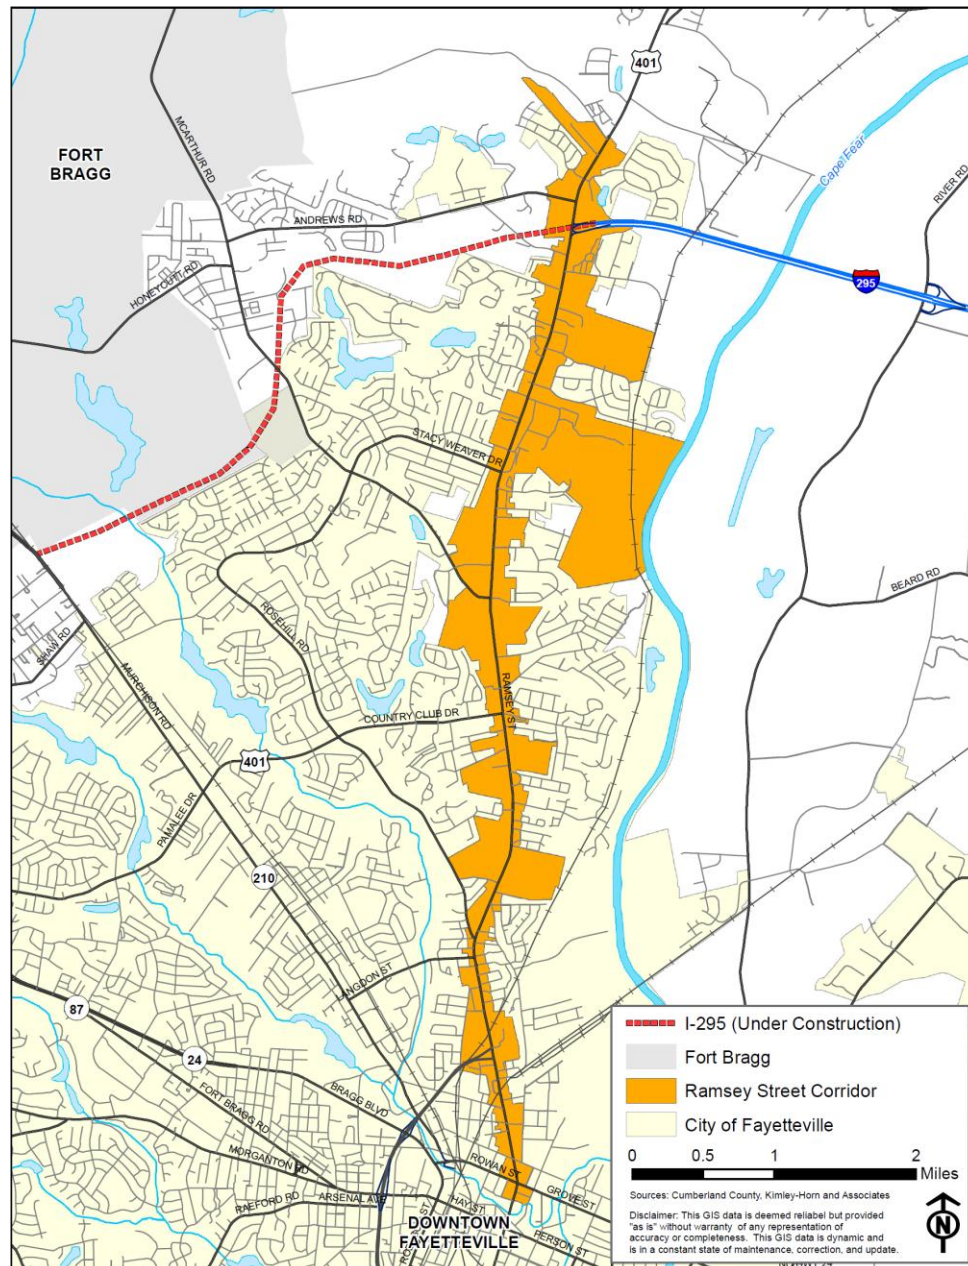 401
FORT
BRAGG
MCARTHUR RD
Cape Fear
RIVER RD
ANDREWS RD
HONEYCUTT RD
295
STACY WEAVER DR
BEARD RD
ROSEHILL RD
SHAW RD
MURCHISON RD
RAMSEY ST
COUNTRY CLUB DR
401
PAMALEE DR
210
LANGDON ST
87
24
FORT BRAGG RD
BRAGG BLVD
MORGANTON RD
ROWAN ST
GROVE ST
RAEFORD RD
ARSENAL AVE
HAY ST
PERSON ST
DOWNTOWN
FAYETTEVILLE
I-295 (Under Construction)
Fort Bragg
Ramsey Street Corridor
City of Fayetteville
0 0.5 1 2
Miles
Sources: Cumberland County, Kimley-Horn and Associates
Disclaimer: This GIS data is deemed reliabel but provided
"as is" without warranty of any representation of
accuracy or completeness. This GIS data is dynamic and
is in a constant state of maintenance, correction, and update.
N